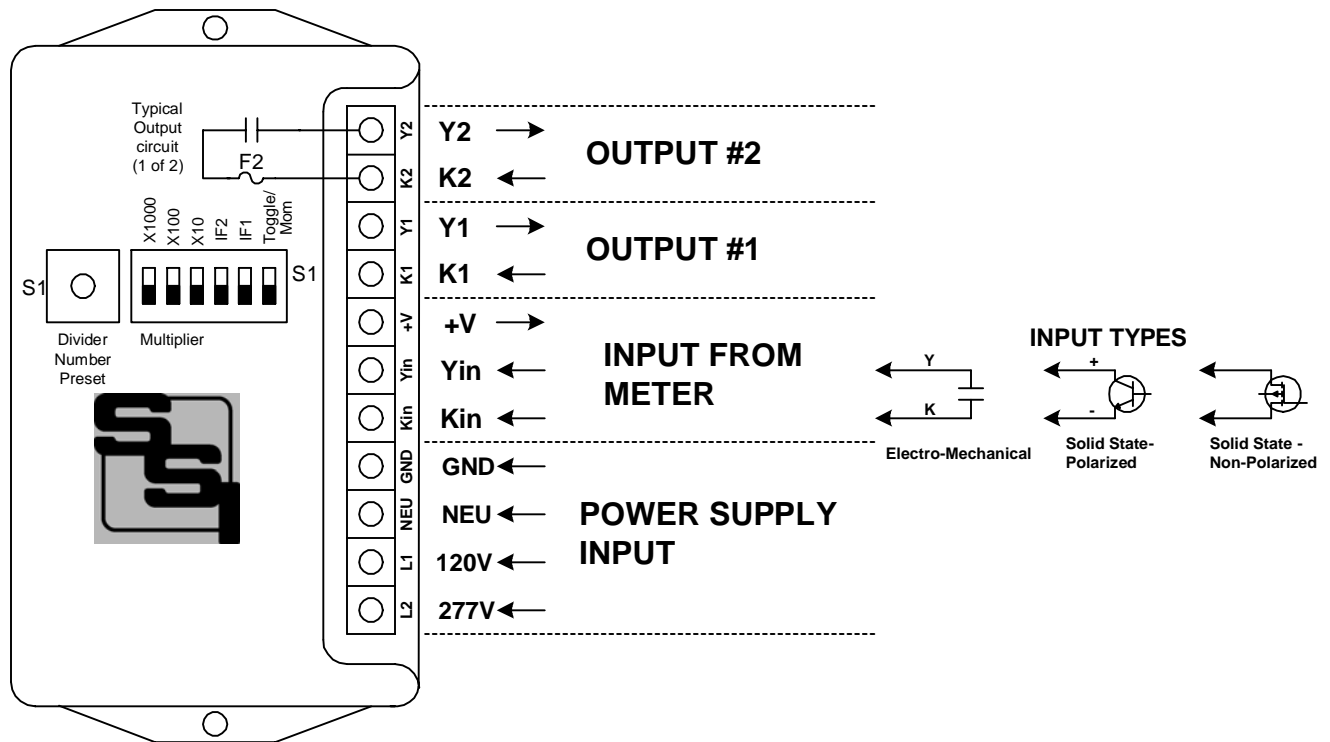 Typical
Output
circuit
(1 of 2)
F2
X1000
X100
X10
IF2
IF1
Toggle/
Mom
S1
S1
Divider
Number
Preset
Multiplier
SSI
Y2
K2
Y1
K1
+V
Yin
Kin
GND
NEU
L1
L2
Y2
K2
Y1
K1
+V
Yin
Kin
GND
NEU
120V
277V
OUTPUT #2
OUTPUT #1
INPUT FROM
METER
POWER SUPPLY
INPUT
INPUT TYPES
Y
K
Electro-Mechanical
+
-
Solid State-
Polarized
Solid State -
Non-Polarized